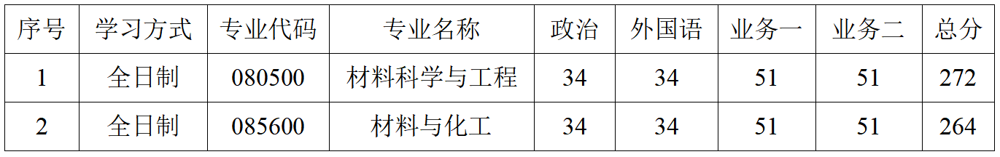 序号 学习方式 专业代码 专业名称 政治 外国语 业务一 业务二 总分
1 全日制 080500 材料科学与工程 34 34 51 51 272
2 全日制 085600 材料与化工 34 34 51 51 264